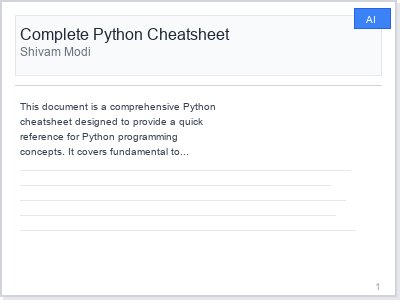 AI
Complete Python Cheatsheet
Shivam Modi
This document is a comprehensive Python
cheatsheet designed to provide a quick
reference for Python programming
concepts. It covers fundamental to...
1